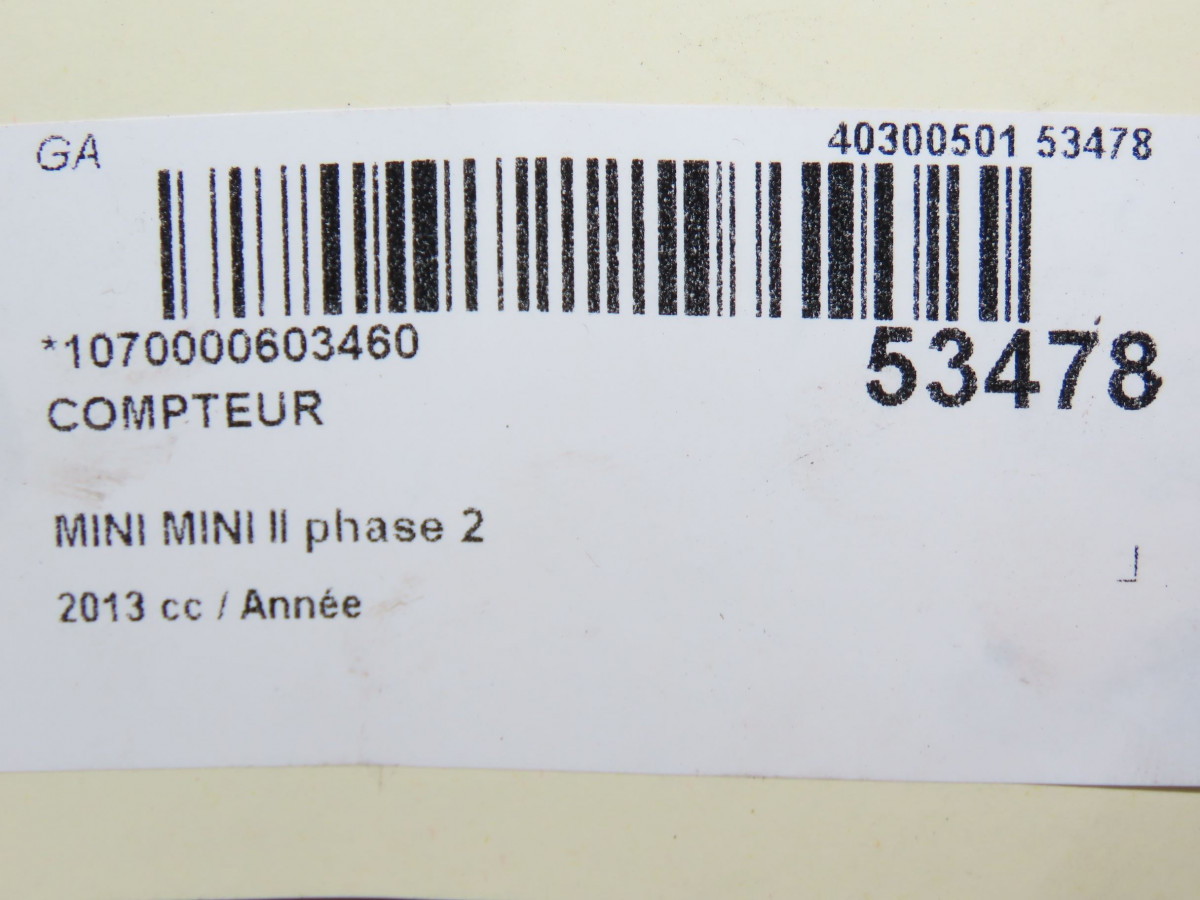 GA
40300501 53478
*1070000603460
53478
COMPTEUR
MINI MINI II phase 2
2013 cc / Année